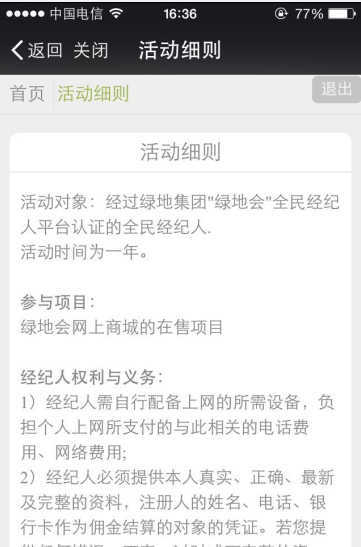 中国电信 16:36 77%
返回 关闭 活动细则
首页 活动细则 退出
活动细则
活动对象：经过绿地集团"绿地会"全民经纪
人平台认证的全民经纪人.
活动时间为一年。
参与项目：
绿地会网上商城的在售项目
经纪人权利与义务：
1）经纪人需自行配备上网的所需设备，负
担个人上网所支付的与此相关的电话费
用、网络费用;
2）经纪人必须提供本人真实、正确、最新
及完整的资料，注册人的姓名、电话、银
行卡作为佣金结算的对象的凭证。若您提